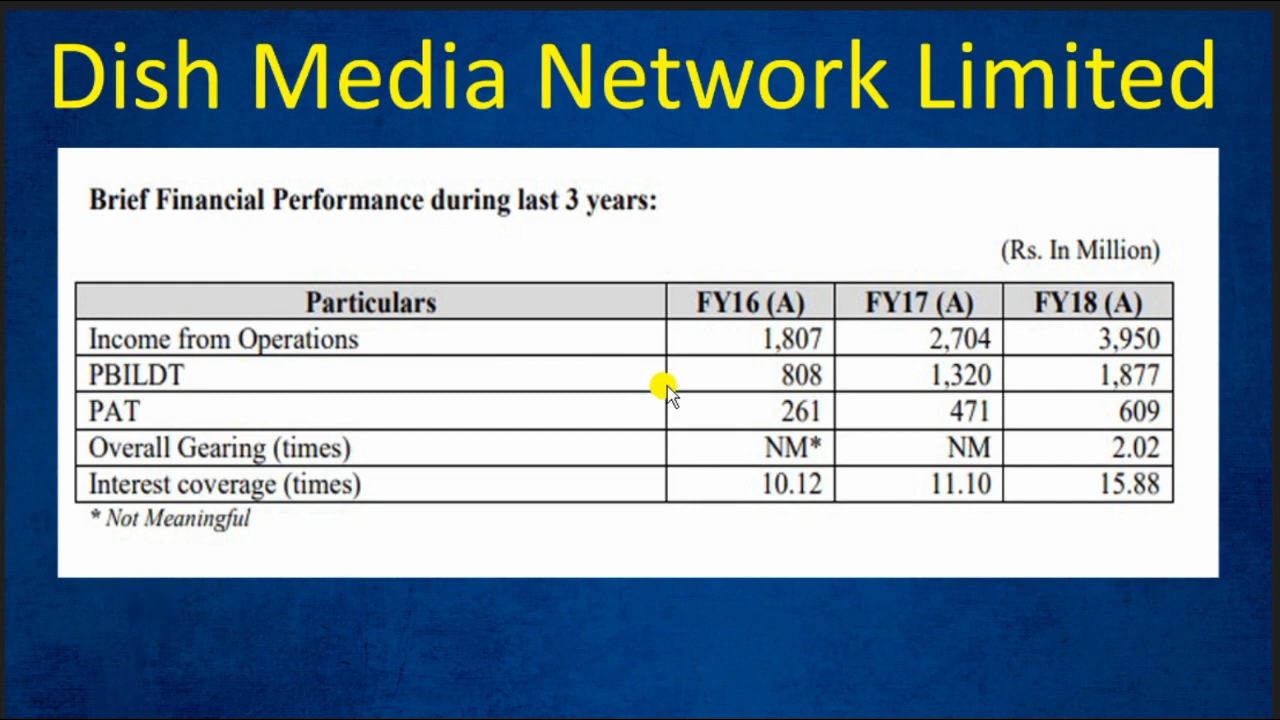 Dish Media Network Limited
Brief Financial Performance during last 3 years:
(Rs. In Million)
Particulars FY16 (A) FY17 (A) FY18 (A)
Income from Operations 1,807 2,704 3,950
PBILDT 808 1,320 1,877
PAT 261 471 609
Overall Gearing (times) NM* NM 2.02
Interest coverage (times) 10.12 11.10 15.88
* Not Meaningful